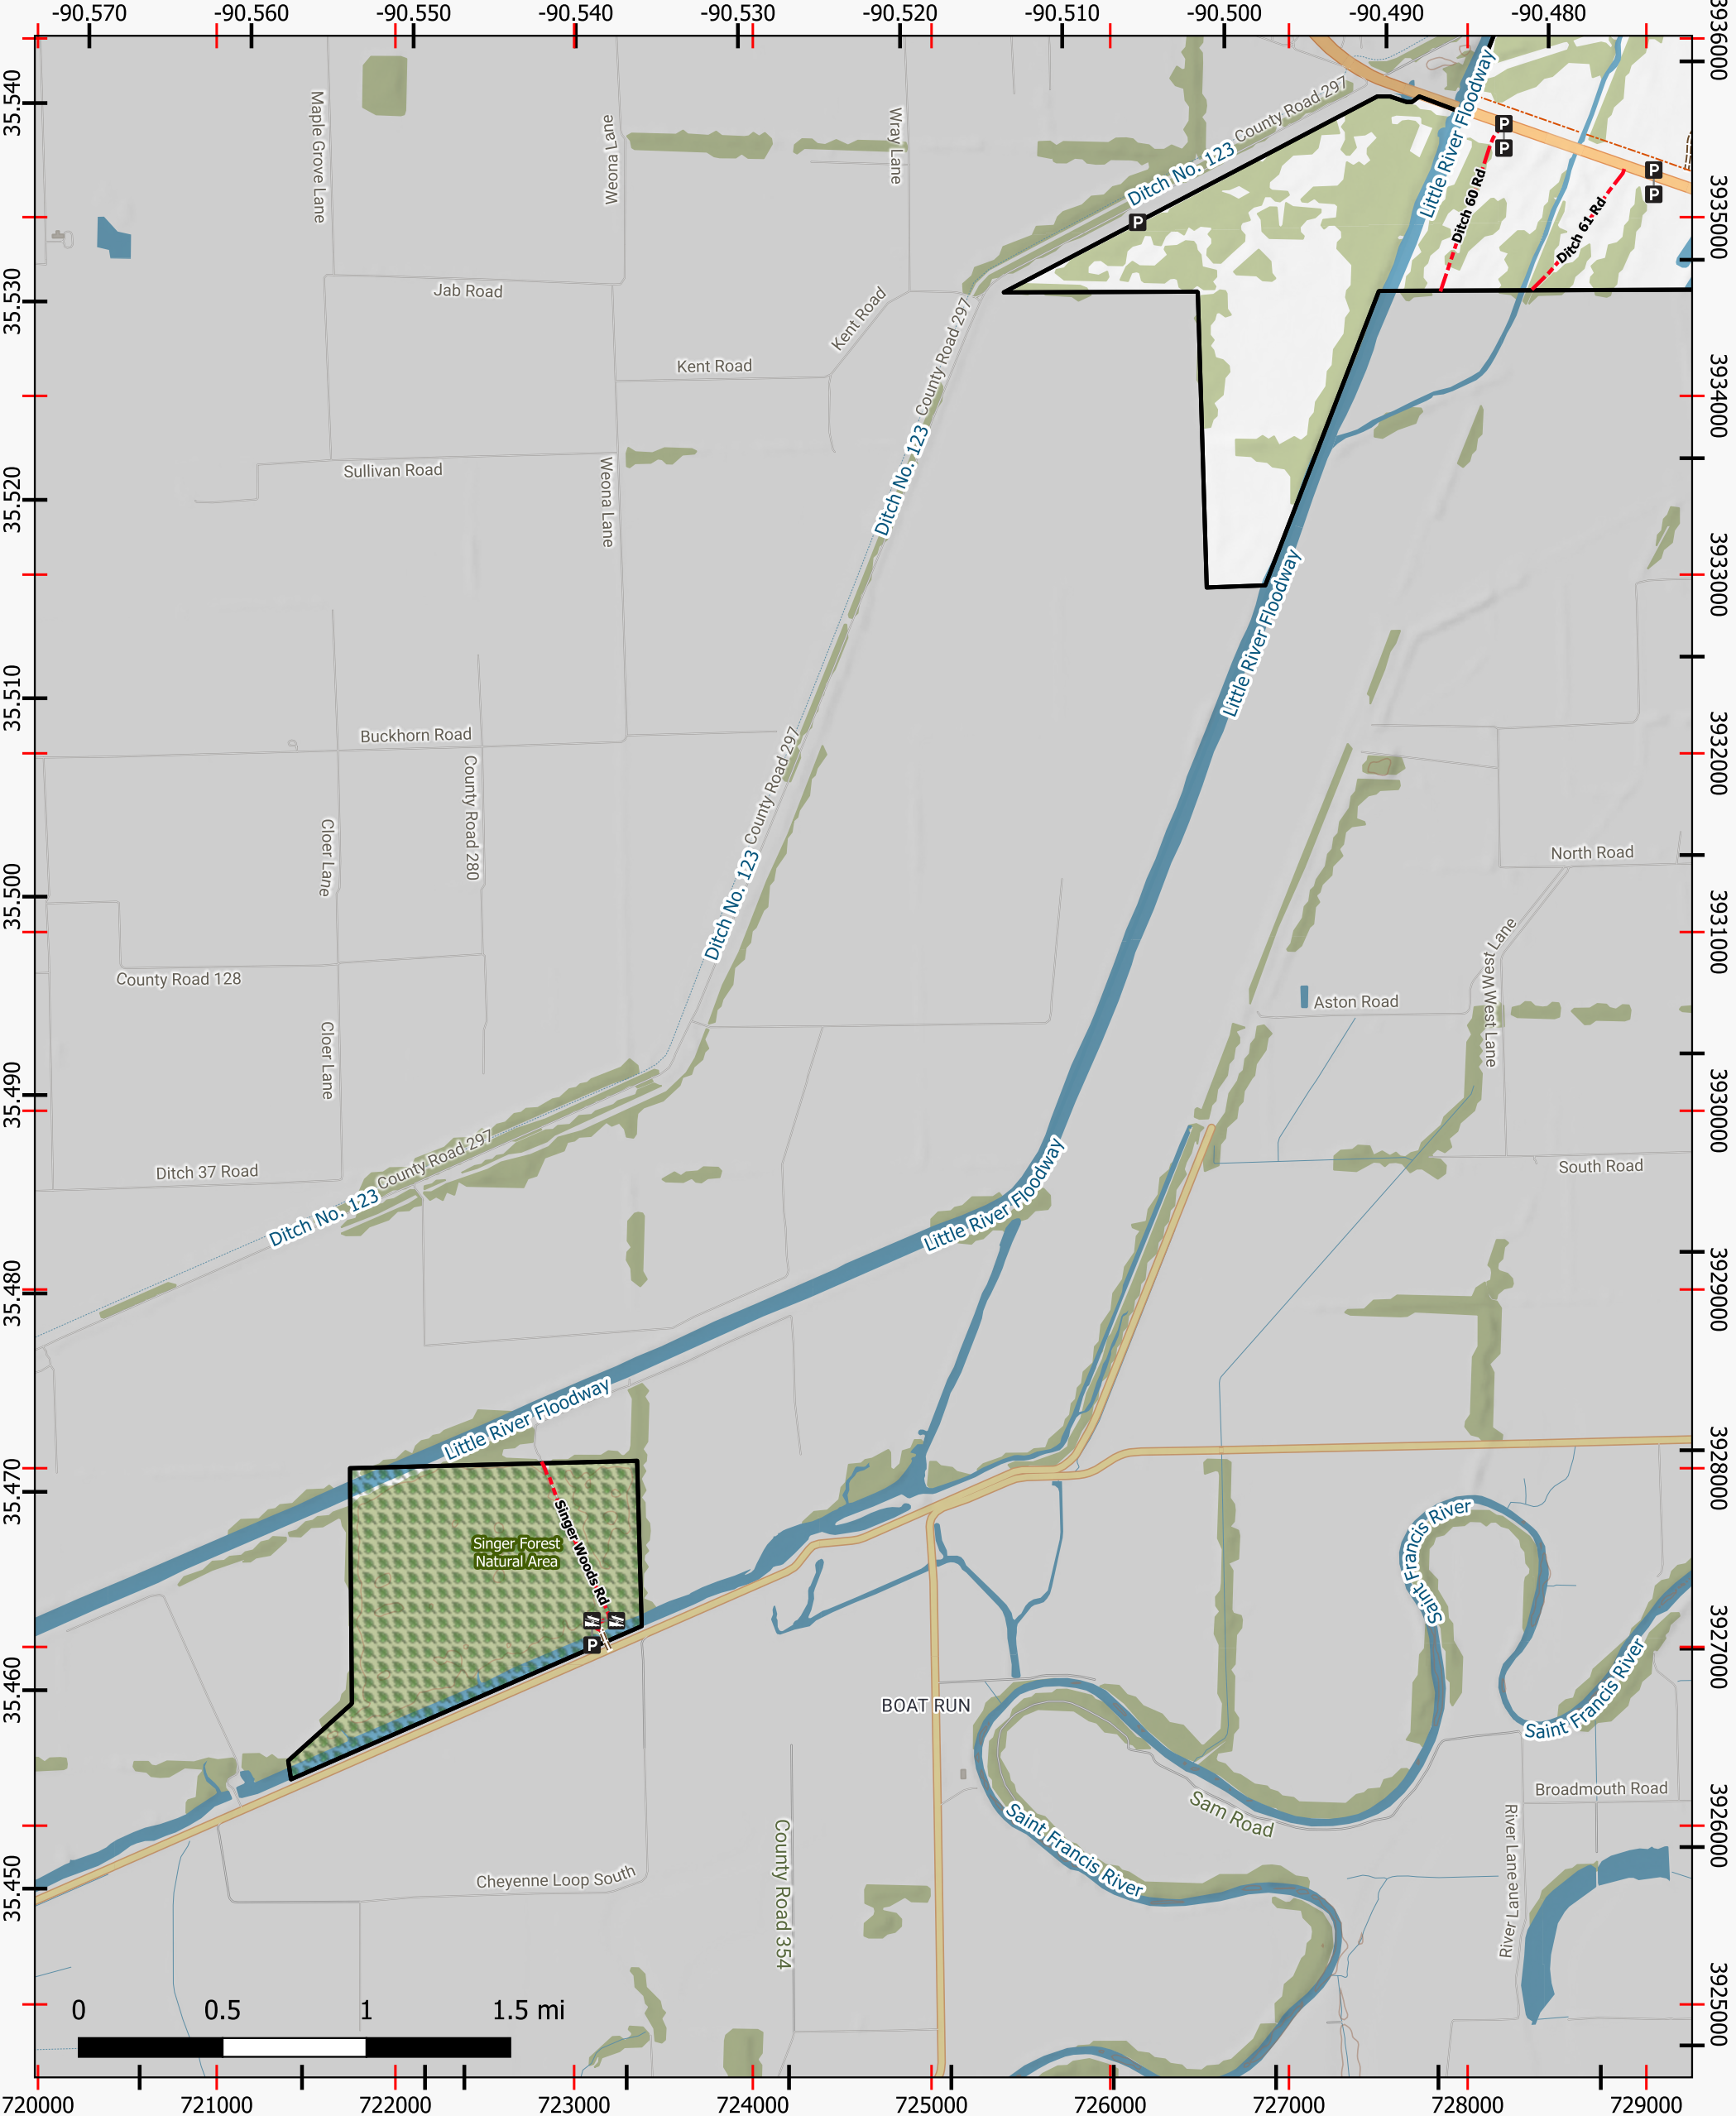 -90.570 -90.560 -90.550 -90.540 -90.530 -90.520 -90.510 -90.500 -90.490 -90.480
3936000
3935000
3934000
3933000
3932000
3931000
3930000
3929000
3928000
3927000
3926000
3925000
35.540
35.530
35.520
35.510
35.500
35.490
35.480
35.470
35.460
35.450
Maple Grove Lane
Weona Lane
Wray Lane
County Road 297
Ditch No. 123
Little River Floodway
P
P
P
P
P
Ditch 60 Rd
Ditch 61 Rd
Jab Road
Kent Road
Kent Road
County Road 297
Ditch No. 123
Sullivan Road
Weona Lane
Little River Floodway
Buckhorn Road
County Road 280
Cloer Lane
County Road 297
Ditch No. 123
North Road
West Lane
West Lane
County Road 128
Cloer Lane
Aston Road
Ditch 37 Road
County Road 297
Ditch No. 123
South Road
Little River Floodway
Little River Floodway
Singer Forest
Natural Area
Singer Woods Rd
P
Saint Francis River
Saint Francis River
Saint Francis River
BOAT RUN
Sam Road
Saint Francis River
Broadmouth Road
River Lane
River Lane
County Road 354
Cheyenne Loop South
0 0.5 1 1.5 mi
720000 721000 722000 723000 724000 725000 726000 727000 728000 729000